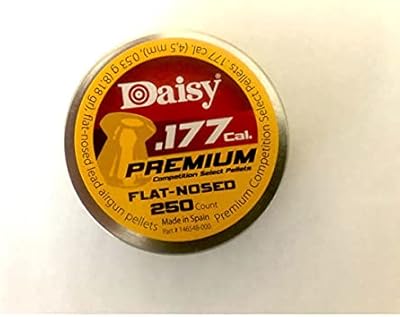 Daisy
.177 Cal.
PREMIUM
Competition Select Pellets
FLAT-NOSED
250 Count
Made in Spain
Part # 146548-000
Premium Competition Select Pellets .177 cal. (4,5 mm), 0.53 g (8.18 gr), flat-nosed lead airgun pellets